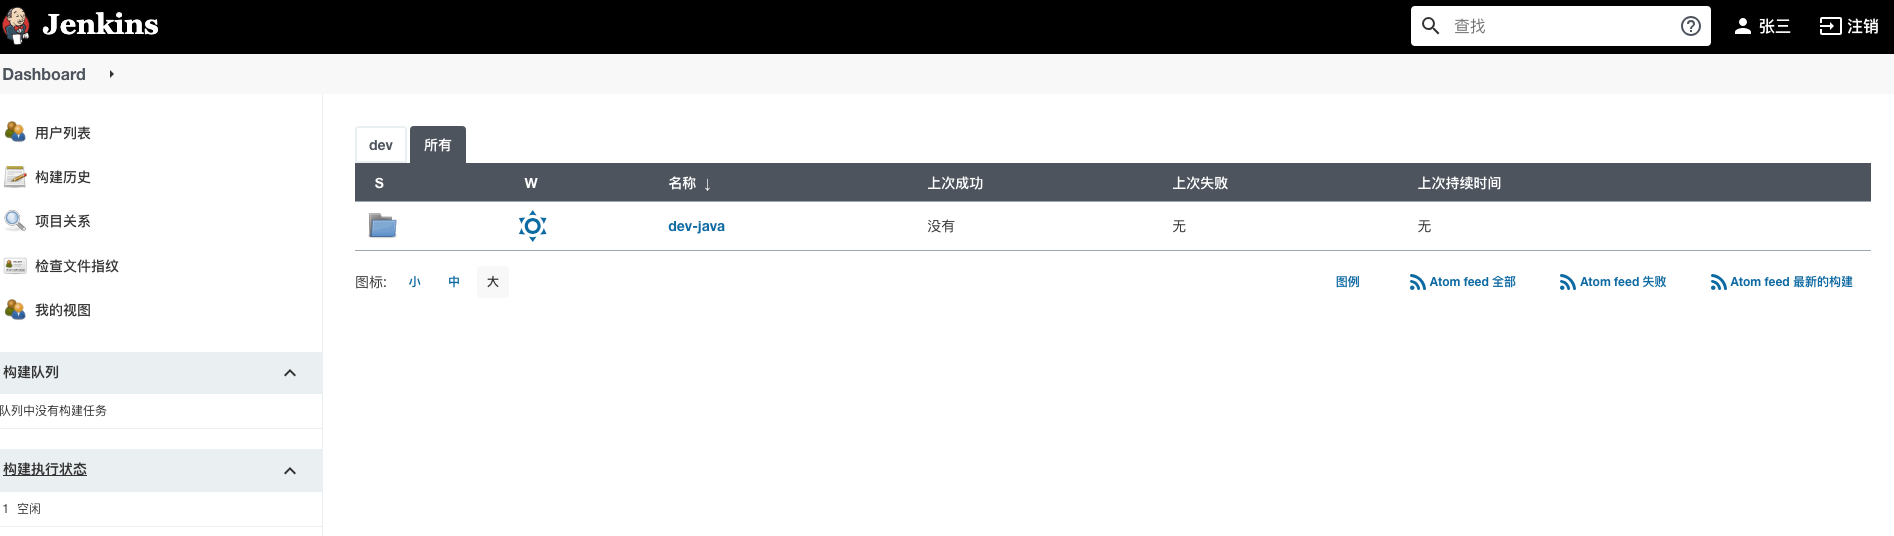 Jenkins
查找
张三
注销
Dashboard
用户列表
构建历史
项目关系
检查文件指纹
我的视图
构建队列
队列中没有构建任务
构建执行状态
1 空闲
dev 所有
S W 名称 ↓ 上次成功 上次失败 上次持续时间
dev-java 没有 无 无
图标: 小 中 大
图例 Atom feed 全部 Atom feed 失败 Atom feed 最新的构建